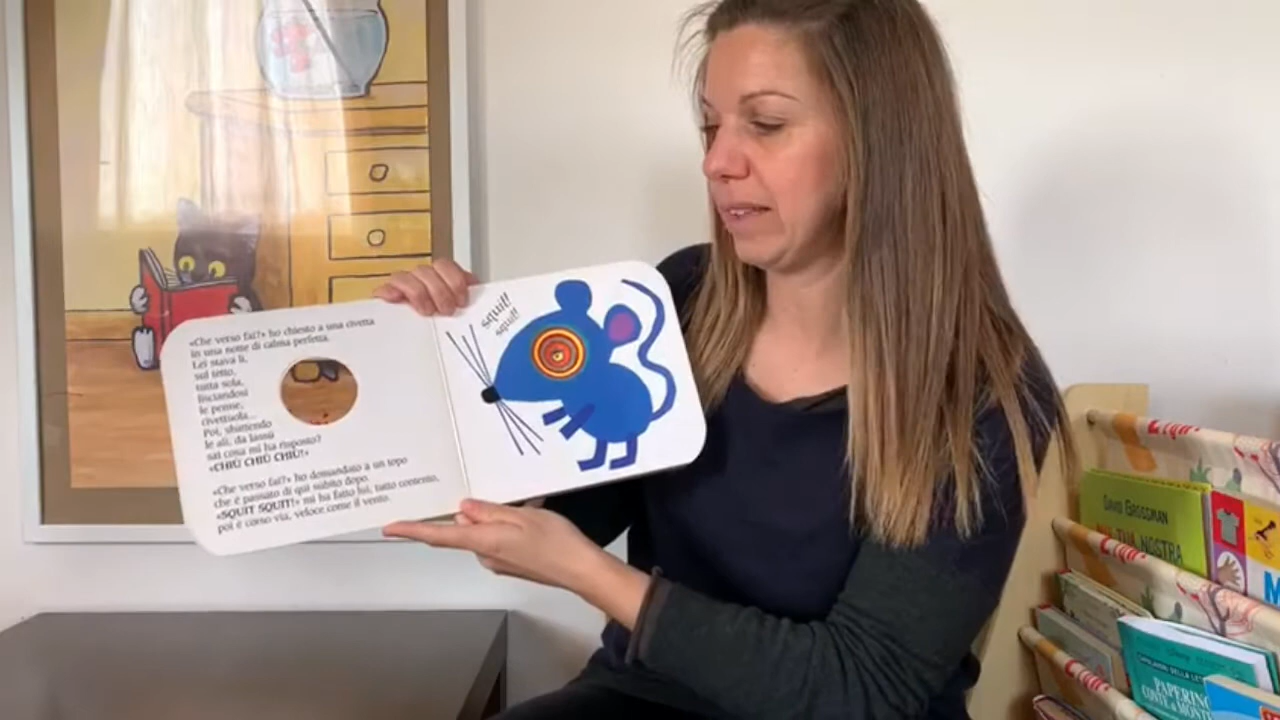 «Che verso fai?» ho chiesto a una civetta
in una notte di calma perfetta.
Lei stava lì,
sul tetto,
tutta sola,
lisciandosi
le penne,
civettuola...
Poi, sbattendo
le ali, da lassù
sai cosa mi ha risposto?
«CHIÙ CHIÙ CHIÙ!»
«Che verso fai?» ho domandato a un topo
che è passato di qui subito dopo.
«SQUIT SQUIT!» mi ha fatto lui, tutto contento,
poi è corso via, veloce come il vento.
squit!
squit!
DAVID GROSSMAN
NOSTRA
M
PAPERINO